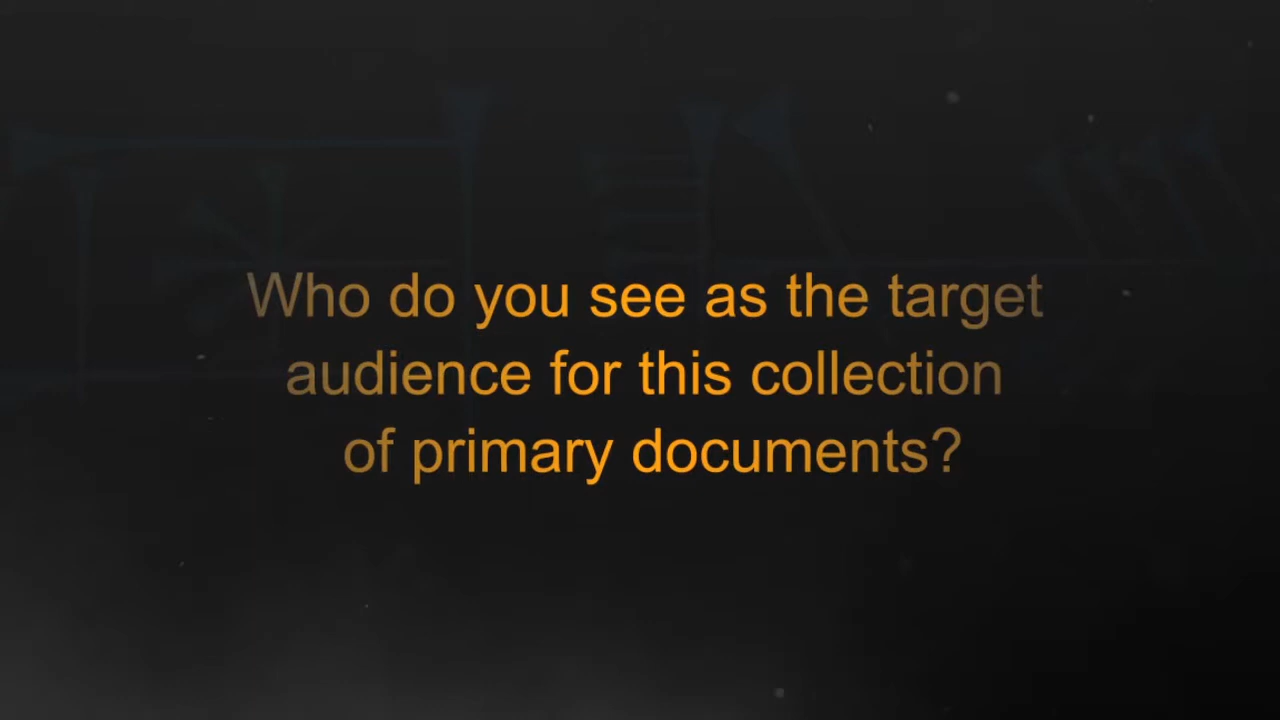 Who do you see as the target
audience for this collection
of primary documents?